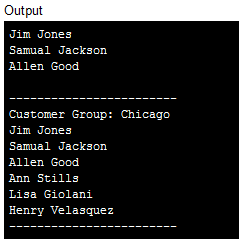 Output
Jim Jones
Samual Jackson
Allen Good
------------------------
Customer Group: Chicago
Jim Jones
Samual Jackson
Allen Good
Ann Stills
Lisa Giolani
Henry Velasquez
------------------------